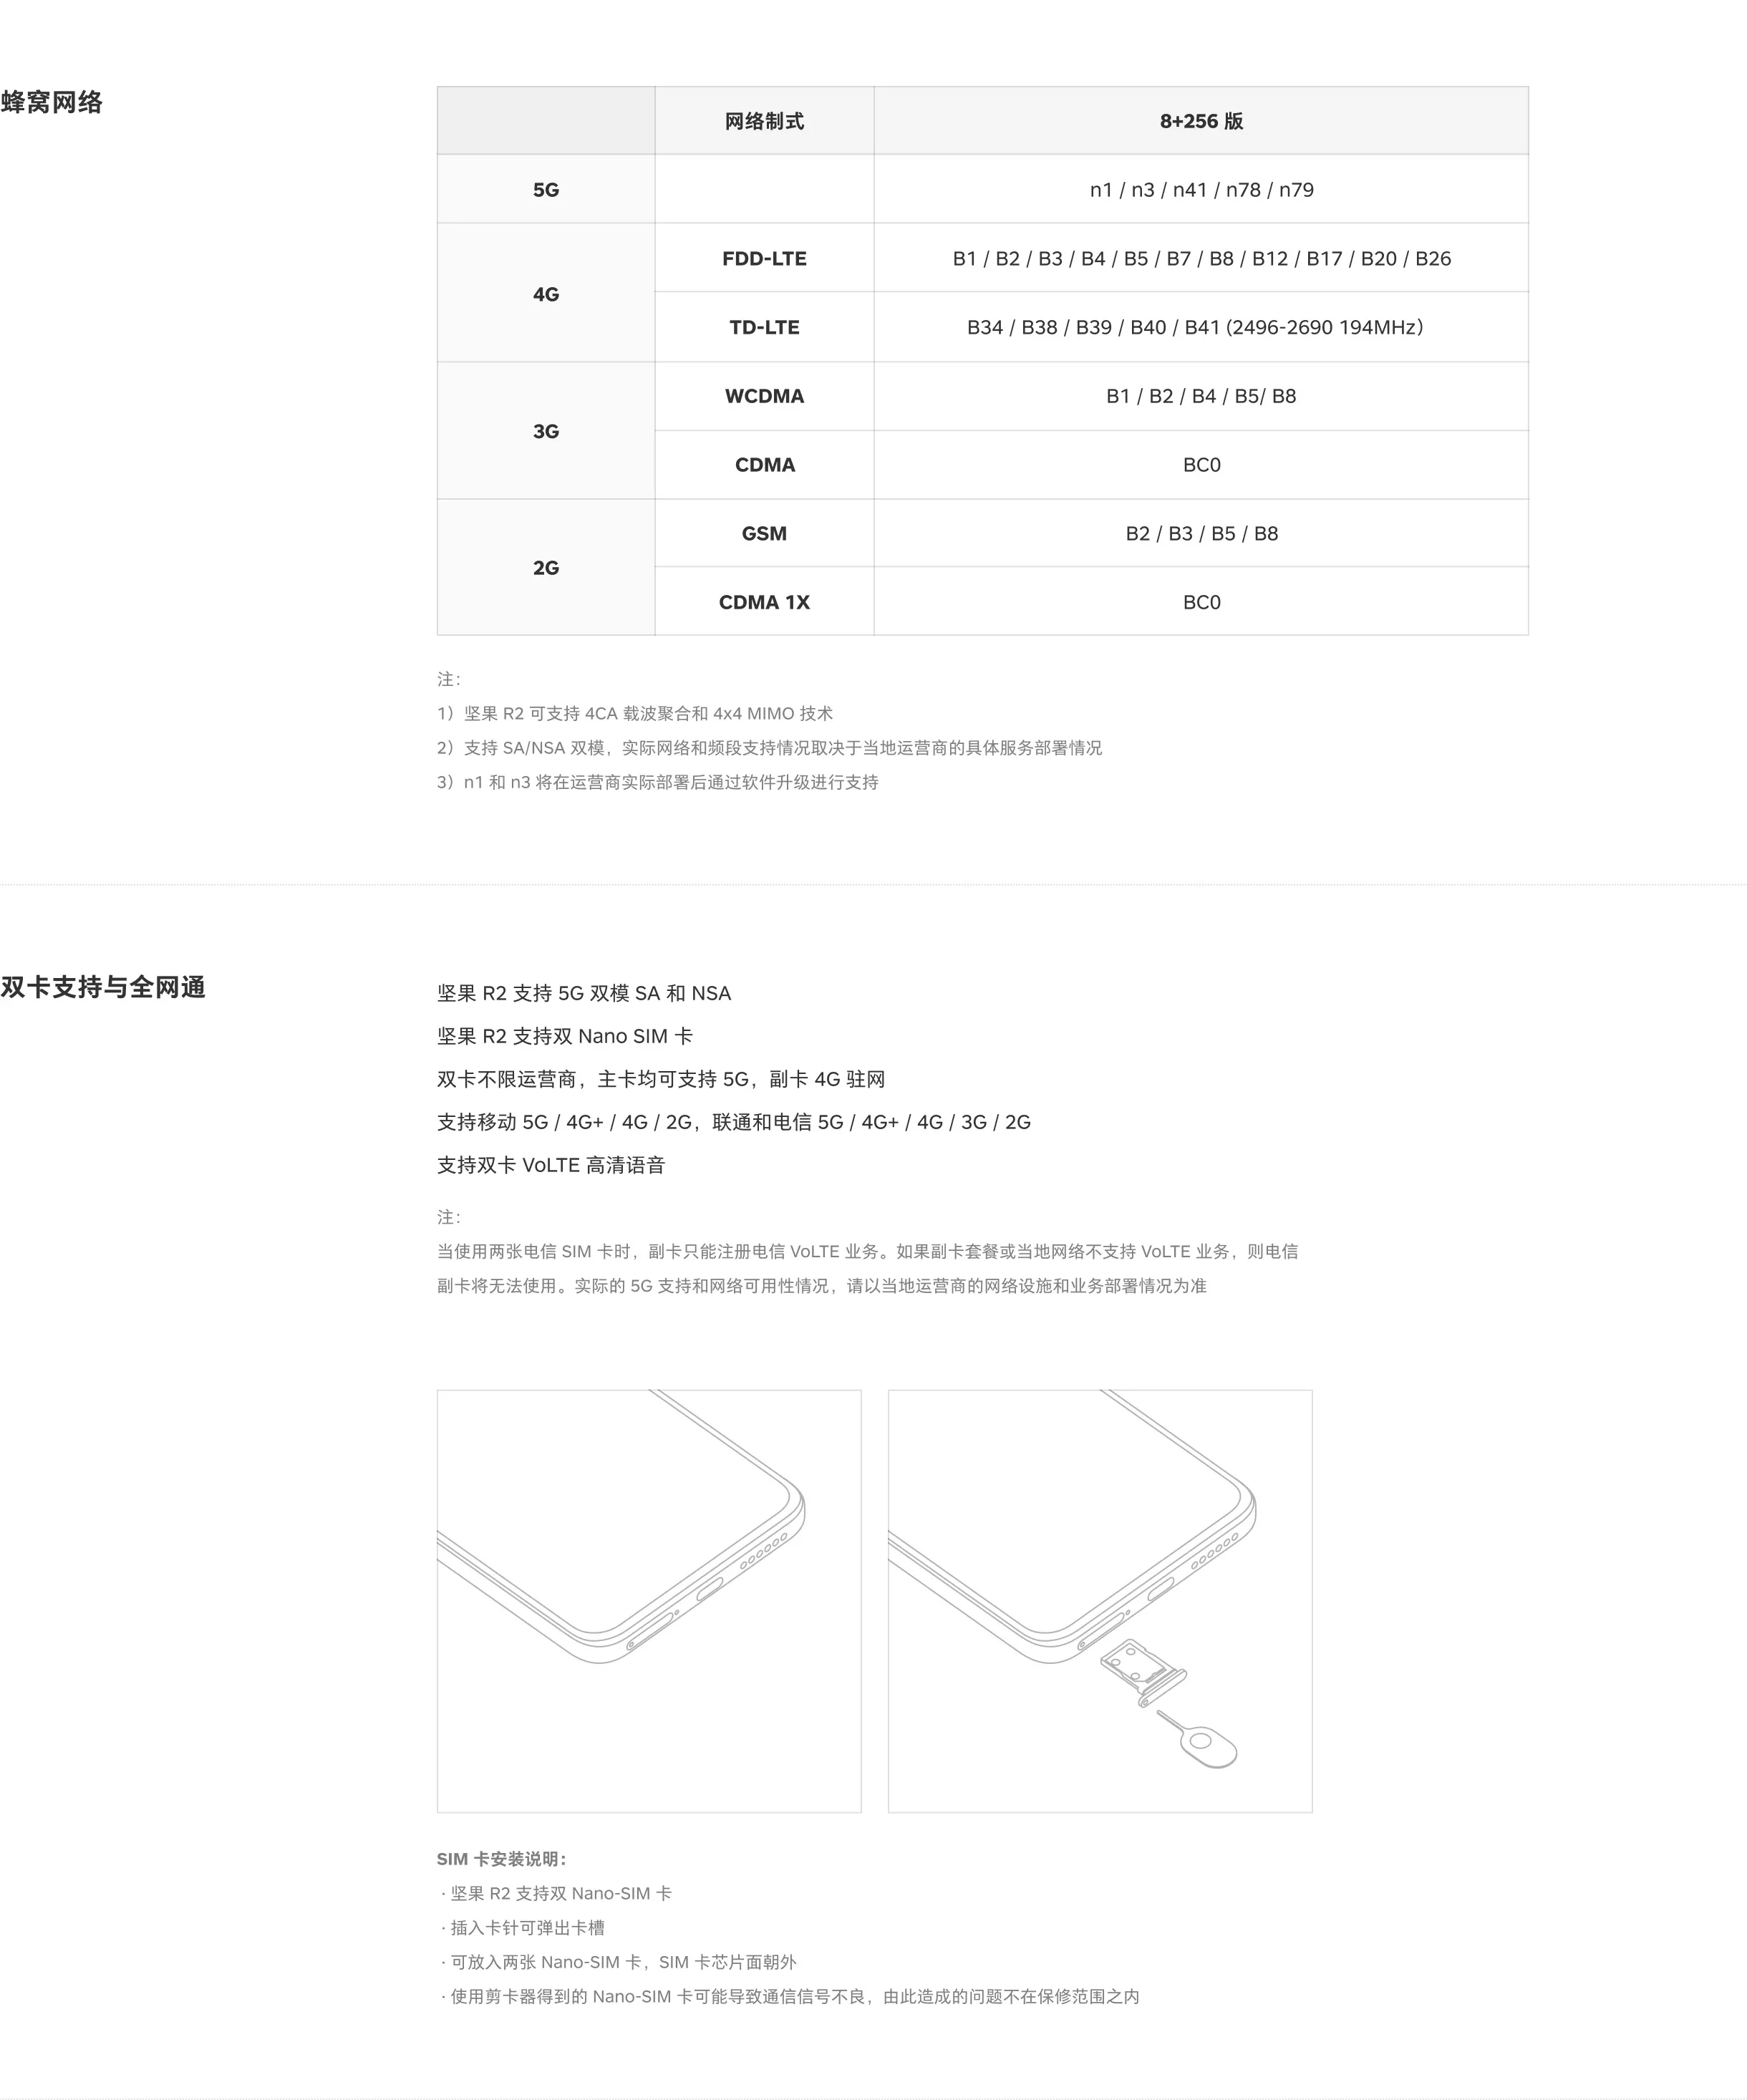 蜂窝网络
网络制式 8+256 版
5G n1 / n3 / n41 / n78 / n79
4G
FDD-LTE B1 / B2 / B3 / B4 / B5 / B7 / B8 / B12 / B17 / B20 / B26
TD-LTE B34 / B38 / B39 / B40 / B41 (2496-2690 194MHz）
3G
WCDMA B1 / B2 / B4 / B5/ B8
CDMA BC0
2G
GSM B2 / B3 / B5 / B8
CDMA 1X BC0
注：
1）坚果 R2 可支持 4CA 载波聚合和 4x4 MIMO 技术
2）支持 SA/NSA 双模，实际网络和频段支持情况取决于当地运营商的具体服务部署情况
3）n1 和 n3 将在运营商实际部署后通过软件升级进行支持
双卡支持与全网通
坚果 R2 支持 5G 双模 SA 和 NSA
坚果 R2 支持双 Nano SIM 卡
双卡不限运营商，主卡均可支持 5G，副卡 4G 驻网
支持移动 5G / 4G+ / 4G / 2G，联通和电信 5G / 4G+ / 4G / 3G / 2G
支持双卡 VoLTE 高清语音
注：
当使用两张电信 SIM 卡时，副卡只能注册电信 VoLTE 业务。如果副卡套餐或当地网络不支持 VoLTE 业务，则电信
副卡将无法使用。实际的 5G 支持和网络可用性情况，请以当地运营商的网络设施和业务部署情况为准
SIM 卡安装说明：
· 坚果 R2 支持双 Nano-SIM 卡
· 插入卡针可弹出卡槽
· 可放入两张 Nano-SIM 卡，SIM 卡芯片面朝外
· 使用剪卡器得到的 Nano-SIM 卡可能导致通信信号不良，由此造成的问题不在保修范围之内